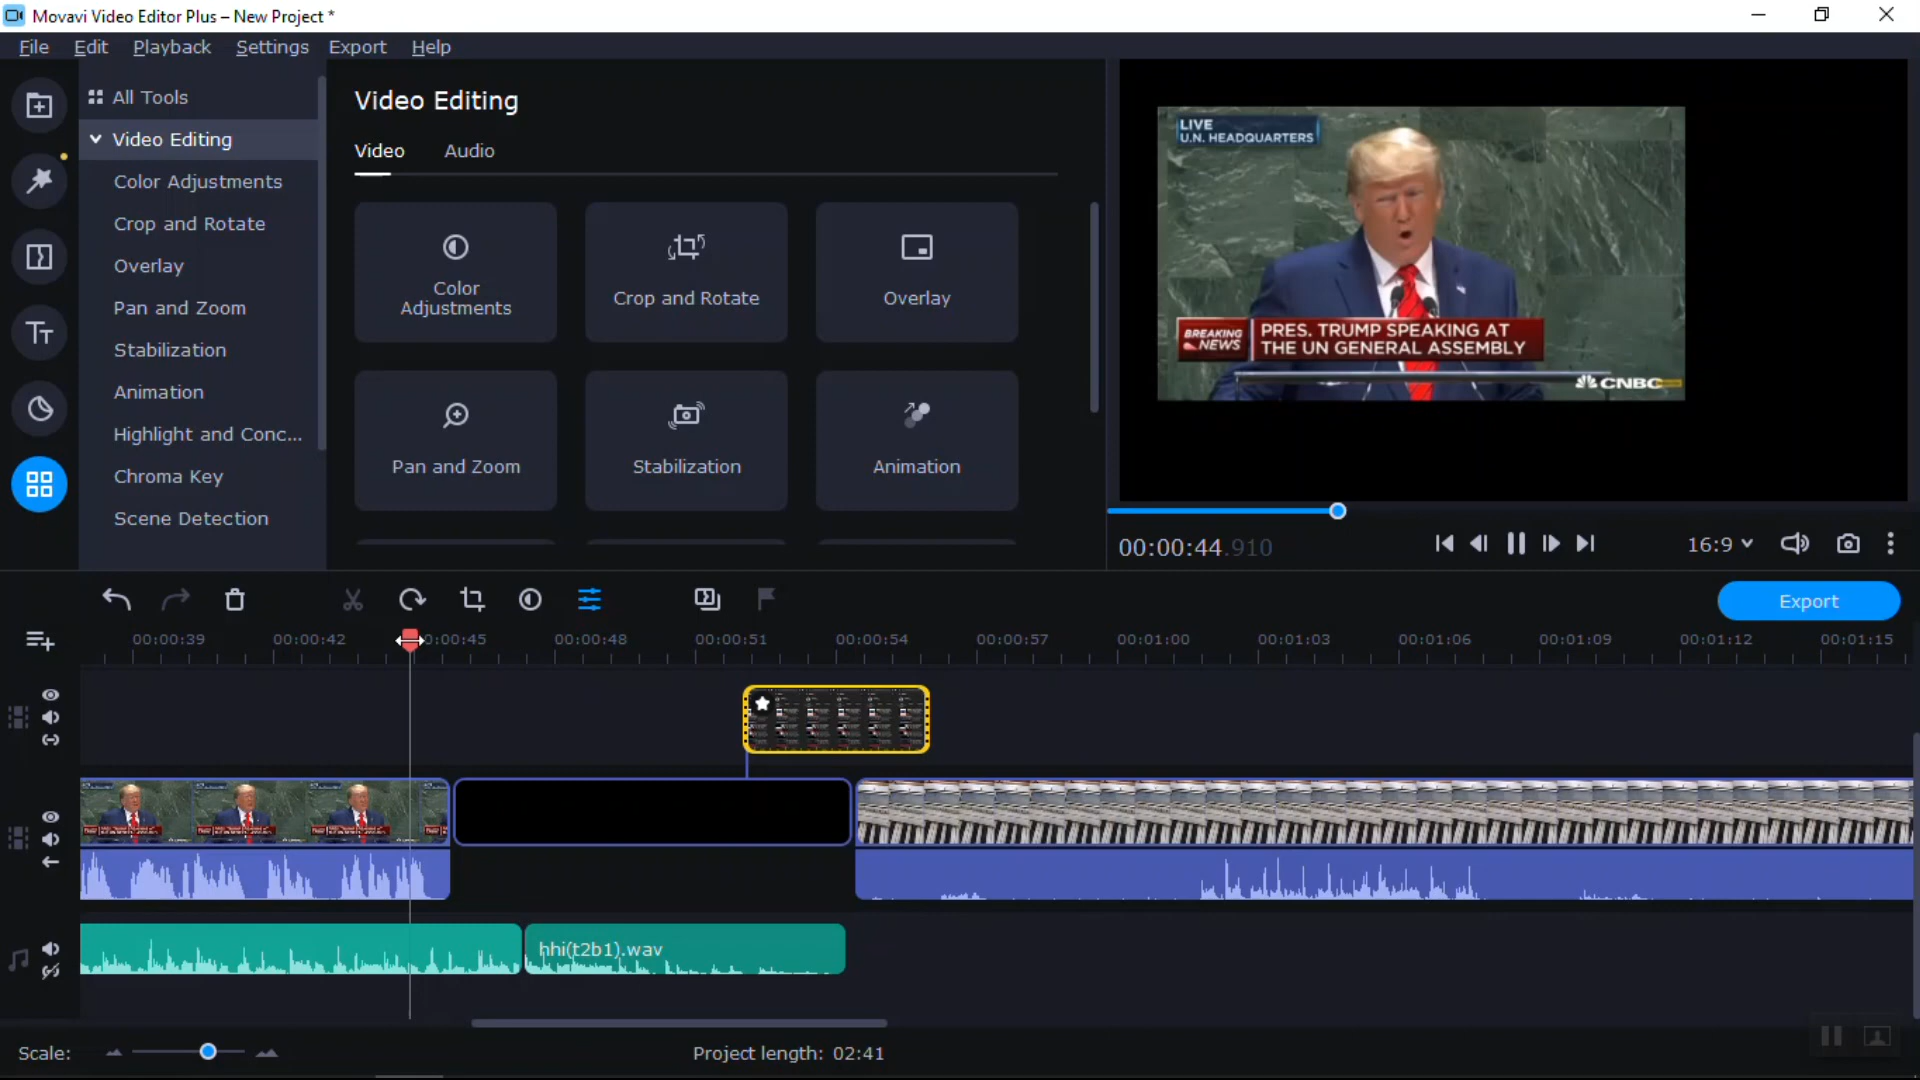 Movavi Video Editor Plus – New Project *
File Edit Playback Settings Export Help
All Tools
Video Editing
Color Adjustments
Crop and Rotate
Overlay
Pan and Zoom
Stabilization
Animation
Highlight and Conc...
Chroma Key
Scene Detection
Video Editing
Video Audio
Color Adjustments
Crop and Rotate
Overlay
Pan and Zoom
Stabilization
Animation
LIVE
U.N. HEADQUARTERS
BREAKING NEWS
PRES. TRUMP SPEAKING AT
THE UN GENERAL ASSEMBLY
CNBC
00:00:44.910
16:9
Export
00:00:39 00:00:42 0:00:45 00:00:48 00:00:51 00:00:54 00:00:57 00:01:00 00:01:03 00:01:06 00:01:09 00:01:12 00:01:15
hhi(t2b1).wav
Scale:
Project length: 02:41